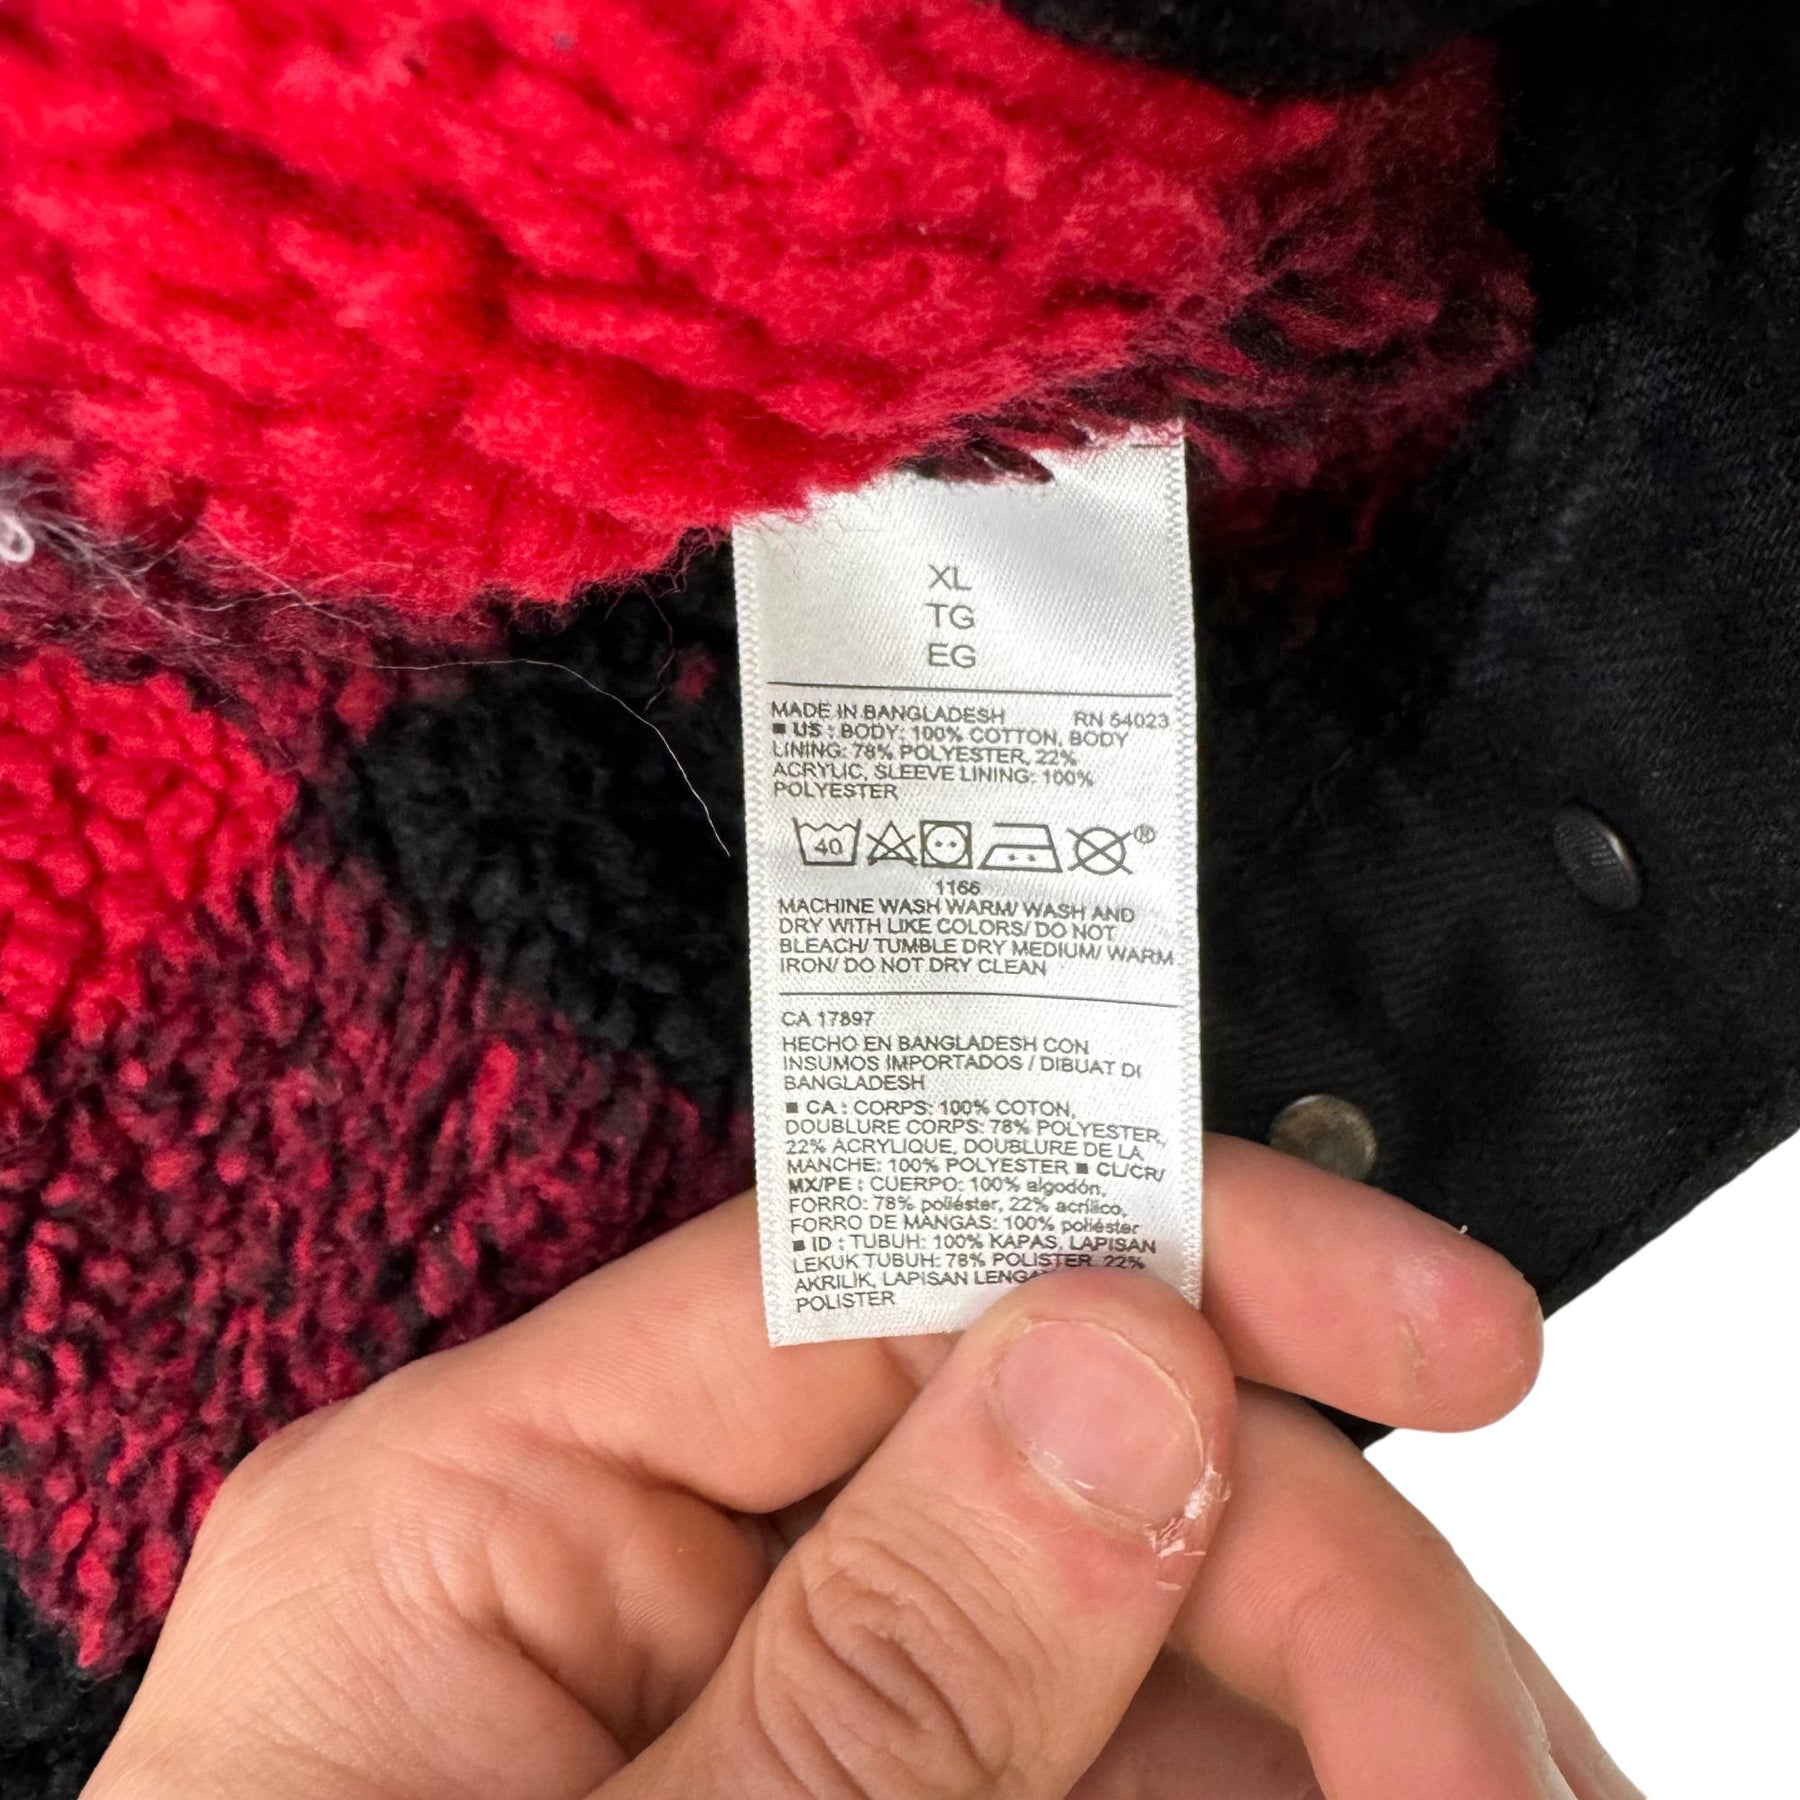 XL
TG
EG
MADE IN BANGLADESH RN 54023
■ US : BODY: 100% COTTON, BODY
LINING: 78% POLYESTER, 22%
ACRYLIC, SLEEVE LINING: 100%
POLYESTER
40
1166
MACHINE WASH WARM/ WASH AND
DRY WITH LIKE COLORS/ DO NOT
BLEACH/ TUMBLE DRY MEDIUM/ WARM
IRON/ DO NOT DRY CLEAN
CA 17897
HECHO EN BANGLADESH CON
INSUMOS IMPORTADOS / DIBUAT DI
BANGLADESH
■ CA : CORPS: 100% COTON,
DOUBLURE CORPS: 78% POLYESTER,
22% ACRYLIQUE, DOUBLURE DE LA
MANCHE: 100% POLYESTER ■ CL/CR/
MX/PE : CUERPO: 100% algodón,
FORRO: 78% poliéster, 22% acrílico,
FORRO DE MANGAS: 100% poliéster
■ ID : TUBUH: 100% KAPAS, LAPISAN
LEKUK TUBUH: 78% POLISTER, 22%
AKRILIK, LAPISAN
POLISTER